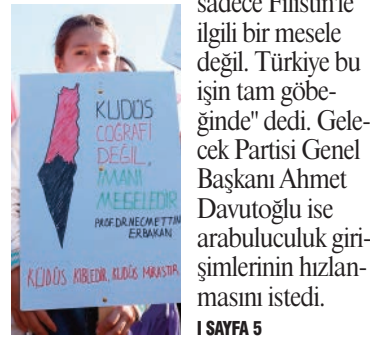 KUDÜS
COĞRAFİ
DEĞİL,
İMANİ
MESELEDİR
PROF.DR.NECMETTİN
ERBAKAN
KUDÜS KIBLEDİR, KUDÜS MİRASTIR
sadece Filistin'le
ilgili bir mesele
değil. Türkiye bu
işin tam göbe-
ğinde" dedi. Gele-
cek Partisi Genel
Başkanı Ahmet
Davutoğlu ise
arabuluculuk giri-
şimlerinin hızlan-
masını istedi.
I SAYFA 5